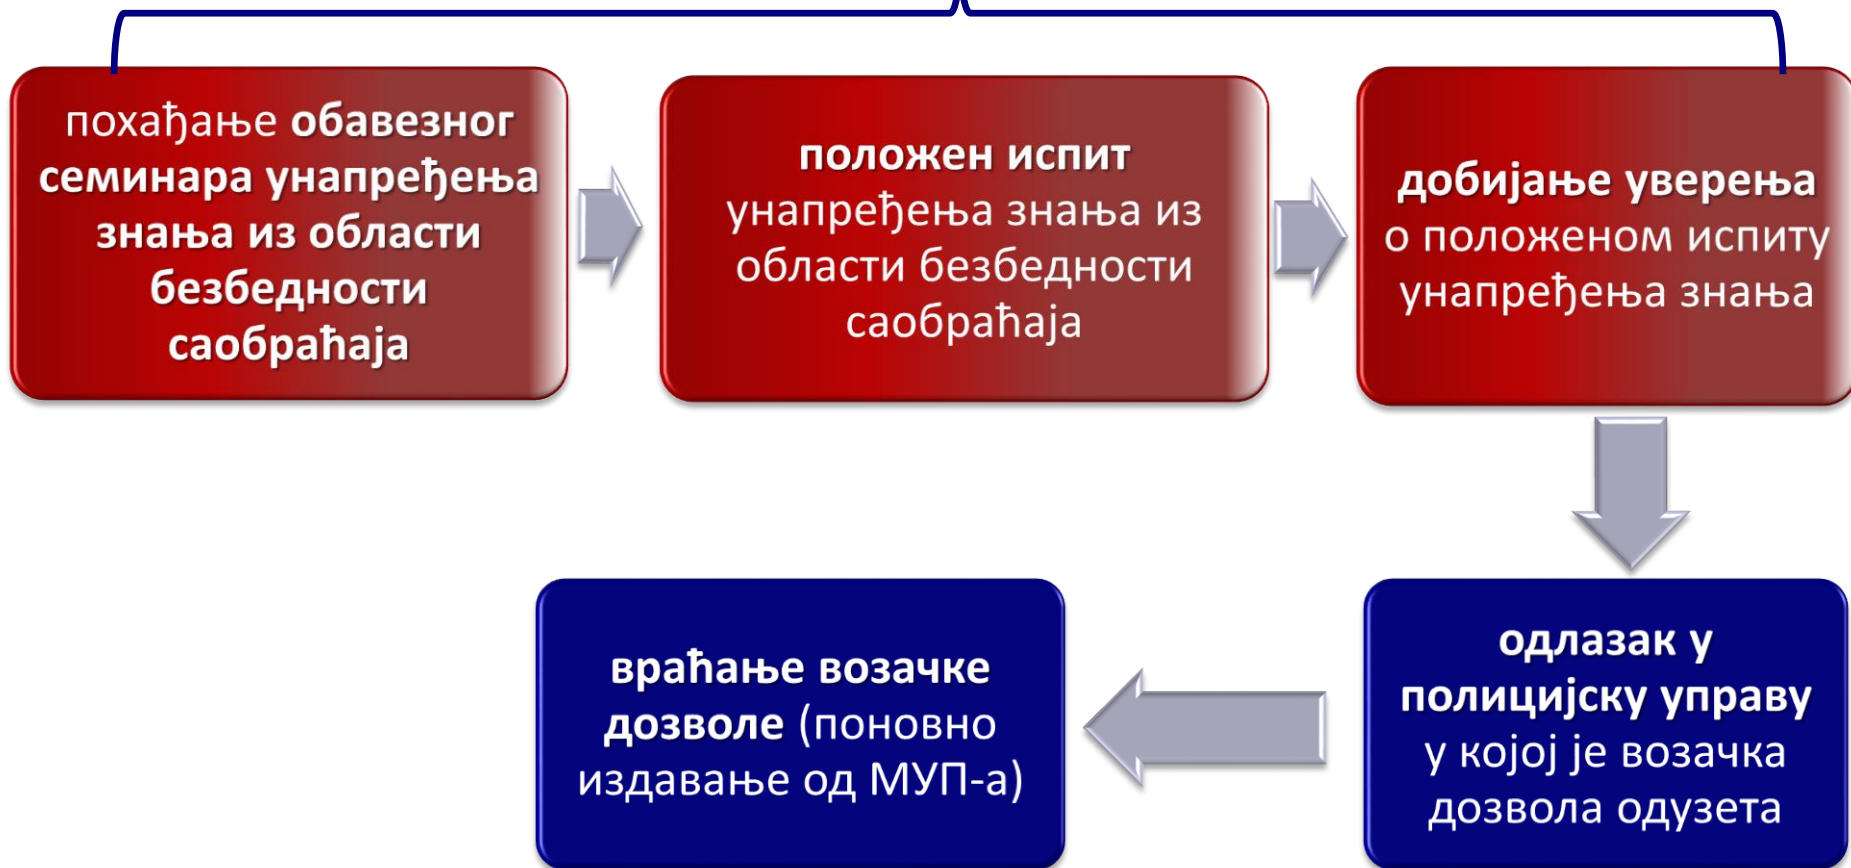 похађање обавезног
семинара унапређења
знања из области
безбедности
саобраћаја
положен испит
унапређења знања из
области безбедности
саобраћаја
добијање уверења
о положеном испиту
унапређења знања
одлазак у
полицијску управу
у којој је возачка
дозвола одузета
враћање возачке
дозволе (поновно
издавање од МУП-а)